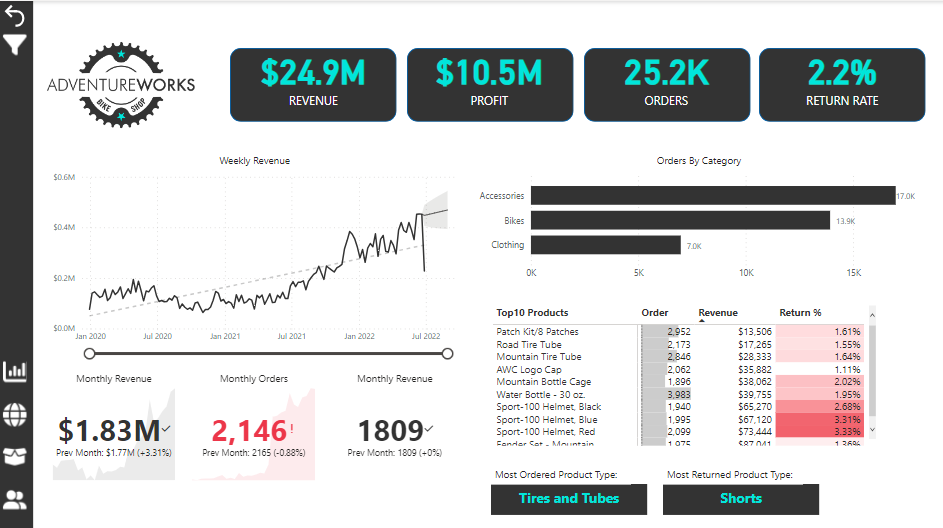 ADVENTUREWORKS
BIKE SHOP
$24.9M
REVENUE
$10.5M
PROFIT
25.2K
ORDERS
2.2%
RETURN RATE
Weekly Revenue
$0.6M
$0.4M
$0.2M
$0.0M
Jan 2020 Jul 2020 Jan 2021 Jul 2021 Jan 2022 Jul 2022
Orders By Category
Accessories 17.0K
Bikes 13.9K
Clothing 7.0K
0K 5K 10K 15K
Top10 Products Order Revenue Return %
Patch Kit/8 Patches 2,952 $13,506 1.61%
Road Tire Tube 2,173 $17,265 1.55%
Mountain Tire Tube 2,846 $28,333 1.64%
AWC Logo Cap 2,062 $35,882 1.11%
Mountain Bottle Cage 1,896 $38,062 2.02%
Water Bottle - 30 oz. 3,983 $39,755 1.95%
Sport-100 Helmet, Black 1,940 $65,270 2.68%
Sport-100 Helmet, Blue 1,995 $67,120 3.31%
Sport-100 Helmet, Red 2,099 $73,444 3.33%
Fender Set - Mountain 1,975 $87,041 1.36%
Monthly Revenue
$1.83M
Prev Month: $1.77M (+3.31%)
Monthly Orders
2,146!
Prev Month: 2165 (-0.88%)
Monthly Revenue
1809
Prev Month: 1809 (+0%)
Most Ordered Product Type:
Tires and Tubes
Most Returned Product Type:
Shorts